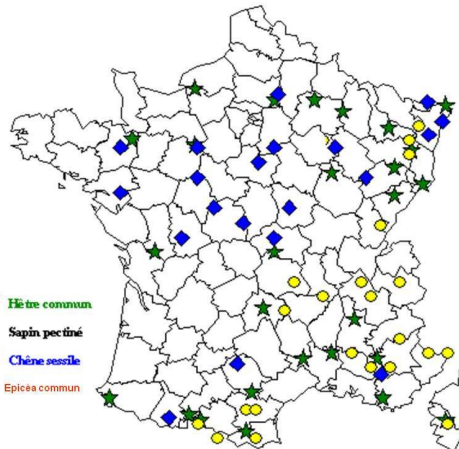 Hêtre commun
Sapin pectiné
Chêne sessile
Epicéa commun